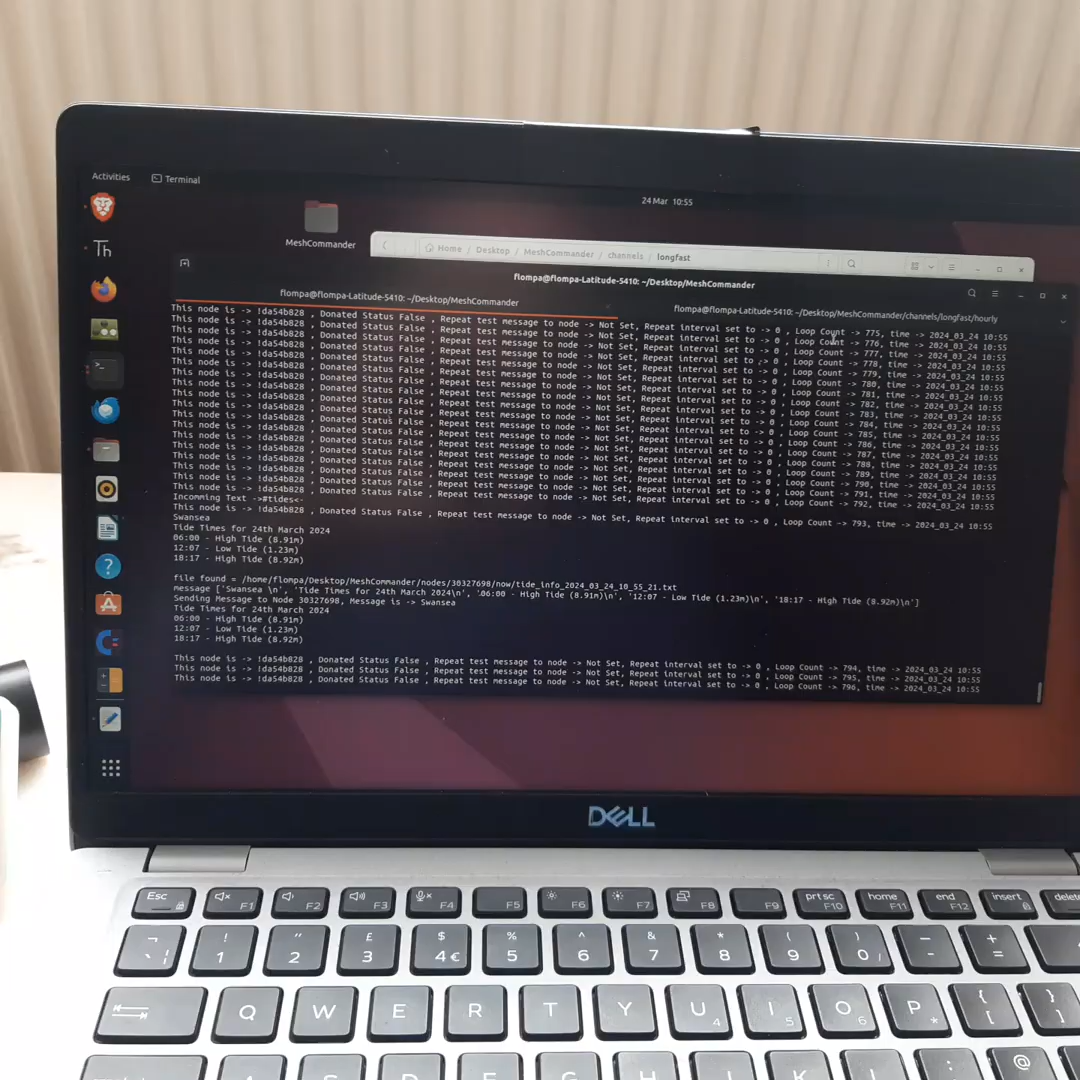 Activities
Terminal
24 Mar 10:55
MeshCommander
Home / Desktop / MeshCommander / channels / longfast
flompa@flompa-Latitude-5410: ~/Desktop/MeshCommander
flompa@flompa-Latitude-5410: ~/Desktop/MeshCommander
flompa@flompa-Latitude-5410: ~/Desktop/MeshCommander/channels/longfast/hourly
This node is -> !da54b828 , Donated Status False , Repeat test message to node -> Not Set, Repeat interval set to -> 0 , Loop Count -> 775, time -> 2024_03_24 10:55
This node is -> !da54b828 , Donated Status False , Repeat test message to node -> Not Set, Repeat interval set to -> 0 , Loop Count -> 776, time -> 2024_03_24 10:55
This node is -> !da54b828 , Donated Status False , Repeat test message to node -> Not Set, Repeat interval set to -> 0 , Loop Count -> 777, time -> 2024_03_24 10:55
This node is -> !da54b828 , Donated Status False , Repeat test message to node -> Not Set, Repeat interval set to -> 0 , Loop Count -> 778, time -> 2024_03_24 10:55
This node is -> !da54b828 , Donated Status False , Repeat test message to node -> Not Set, Repeat interval set to -> 0 , Loop Count -> 779, time -> 2024_03_24 10:55
This node is -> !da54b828 , Donated Status False , Repeat test message to node -> Not Set, Repeat interval set to -> 0 , Loop Count -> 780, time -> 2024_03_24 10:55
This node is -> !da54b828 , Donated Status False , Repeat test message to node -> Not Set, Repeat interval set to -> 0 , Loop Count -> 781, time -> 2024_03_24 10:55
This node is -> !da54b828 , Donated Status False , Repeat test message to node -> Not Set, Repeat interval set to -> 0 , Loop Count -> 782, time -> 2024_03_24 10:55
This node is -> !da54b828 , Donated Status False , Repeat test message to node -> Not Set, Repeat interval set to -> 0 , Loop Count -> 783, time -> 2024_03_24 10:55
This node is -> !da54b828 , Donated Status False , Repeat test message to node -> Not Set, Repeat interval set to -> 0 , Loop Count -> 784, time -> 2024_03_24 10:55
This node is -> !da54b828 , Donated Status False , Repeat test message to node -> Not Set, Repeat interval set to -> 0 , Loop Count -> 785, time -> 2024_03_24 10:55
This node is -> !da54b828 , Donated Status False , Repeat test message to node -> Not Set, Repeat interval set to -> 0 , Loop Count -> 786, time -> 2024_03_24 10:55
This node is -> !da54b828 , Donated Status False , Repeat test message to node -> Not Set, Repeat interval set to -> 0 , Loop Count -> 787, time -> 2024_03_24 10:55
This node is -> !da54b828 , Donated Status False , Repeat test message to node -> Not Set, Repeat interval set to -> 0 , Loop Count -> 788, time -> 2024_03_24 10:55
This node is -> !da54b828 , Donated Status False , Repeat test message to node -> Not Set, Repeat interval set to -> 0 , Loop Count -> 789, time -> 2024_03_24 10:55
This node is -> !da54b828 , Donated Status False , Repeat test message to node -> Not Set, Repeat interval set to -> 0 , Loop Count -> 790, time -> 2024_03_24 10:55
This node is -> !da54b828 , Donated Status False , Repeat test message to node -> Not Set, Repeat interval set to -> 0 , Loop Count -> 791, time -> 2024_03_24 10:55
This node is -> !da54b828 , Donated Status False , Repeat test message to node -> Not Set, Repeat interval set to -> 0 , Loop Count -> 792, time -> 2024_03_24 10:55
Incomming Text ->#tides<-
This node is -> !da54b828 , Donated Status False , Repeat test message to node -> Not Set, Repeat interval set to -> 0 , Loop Count -> 793, time -> 2024_03_24 10:55
Swansea
Tide Times for 24th March 2024
06:00 - High Tide (8.91m)
12:07 - Low Tide (1.23m)
18:17 - High Tide (8.92m)
file found = /home/flompa/Desktop/MeshCommander/nodes/30327698/now/tide_info_2024_03_24_10_55_21.txt
message ['Swansea \n', 'Tide Times for 24th March 2024\n', '06:00 - High Tide (8.91m)\n', '12:07 - Low Tide (1.23m)\n', '18:17 - High Tide (8.92m)\n']
Sending Message to Node 30327698, Message is -> Swansea
Tide Times for 24th March 2024
06:00 - High Tide (8.91m)
12:07 - Low Tide (1.23m)
18:17 - High Tide (8.92m)
This node is -> !da54b828 , Donated Status False , Repeat test message to node -> Not Set, Repeat interval set to -> 0 , Loop Count -> 794, time -> 2024_03_24 10:55
This node is -> !da54b828 , Donated Status False , Repeat test message to node -> Not Set, Repeat interval set to -> 0 , Loop Count -> 795, time -> 2024_03_24 10:55
This node is -> !da54b828 , Donated Status False , Repeat test message to node -> Not Set, Repeat interval set to -> 0 , Loop Count -> 796, time -> 2024_03_24 10:55
DELL
Esc F1 F2 F3 F4 F5 F6 F7 F8 F9 prt sc F10 home F11 end F12 insert delete
¬ ` ¦ ! 1 " 2 £ 3 $ 4 € % 5 ^ 6 & 7 * 8 ( 9 ) 0 / _ - + =
Q W E R T Y U 4 I 5 O 6 P * { [ } ]
: @